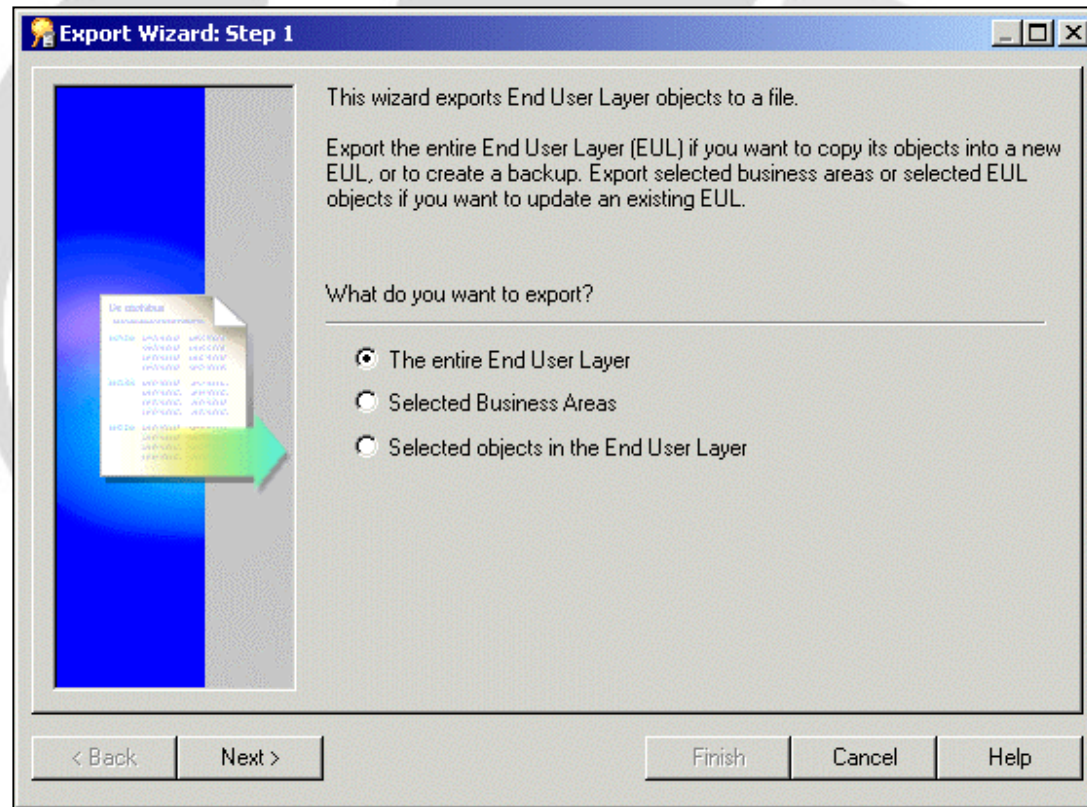 Export Wizard: Step 1
This wizard exports End User Layer objects to a file.
Export the entire End User Layer (EUL) if you want to copy its objects into a new
EUL, or to create a backup. Export selected business areas or selected EUL
objects if you want to update an existing EUL.
What do you want to export?
The entire End User Layer
Selected Business Areas
Selected objects in the End User Layer
< Back
Next >
Finish
Cancel
Help